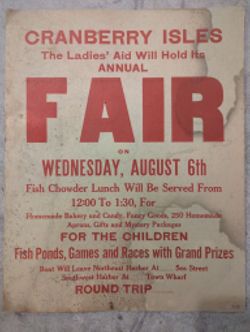 CRANBERRY ISLES
The Ladies' Aid Will Hold Its
ANNUAL
FAIR
ON
WEDNESDAY, AUGUST 6th
Fish Chowder Lunch Will Be Served From
12:00 To 1:30, For
Homemade Bakery and Candy, Fancy Goods, 250 Homemade
Aprons, Gifts and Mystery Packages
FOR THE CHILDREN
Fish Ponds, Games and Races with Grand Prizes
Boat Will Leave Northeast Harbor At Sea Street
Southwest Harbor At Town Wharf
ROUND TRIP